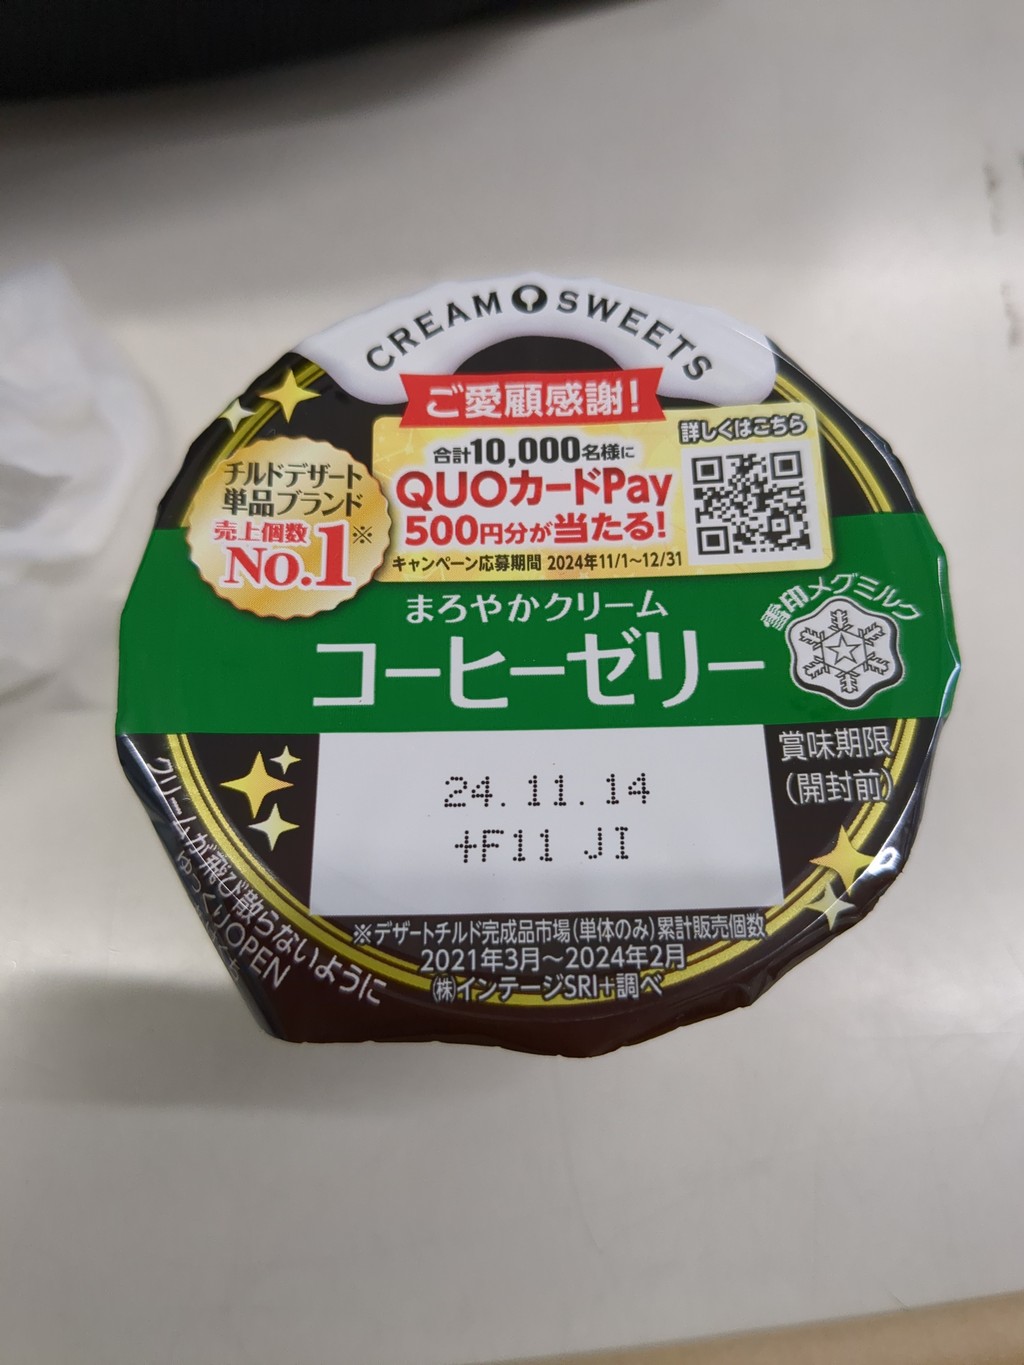 CREAM SWEETS
ご愛顧感謝!
合計10,000名様に
QUOカードPay
500円分が当たる!
キャンペーン応募期間 2024年11/1～12/31
詳しくはこちら
チルドデザート
単品ブランド
売上個数
No.1※
まろやかクリーム
コーヒーゼリー
雪印メグミルク
賞味期限
(開封前)
24.11.14
+F11 JI
※デザートチルド完成品市場(単体のみ)累計販売個数
2021年3月～2024年2月
㈱インテージSRI+調べ
クリームが飛び散らないように
ゆっくりOPEN